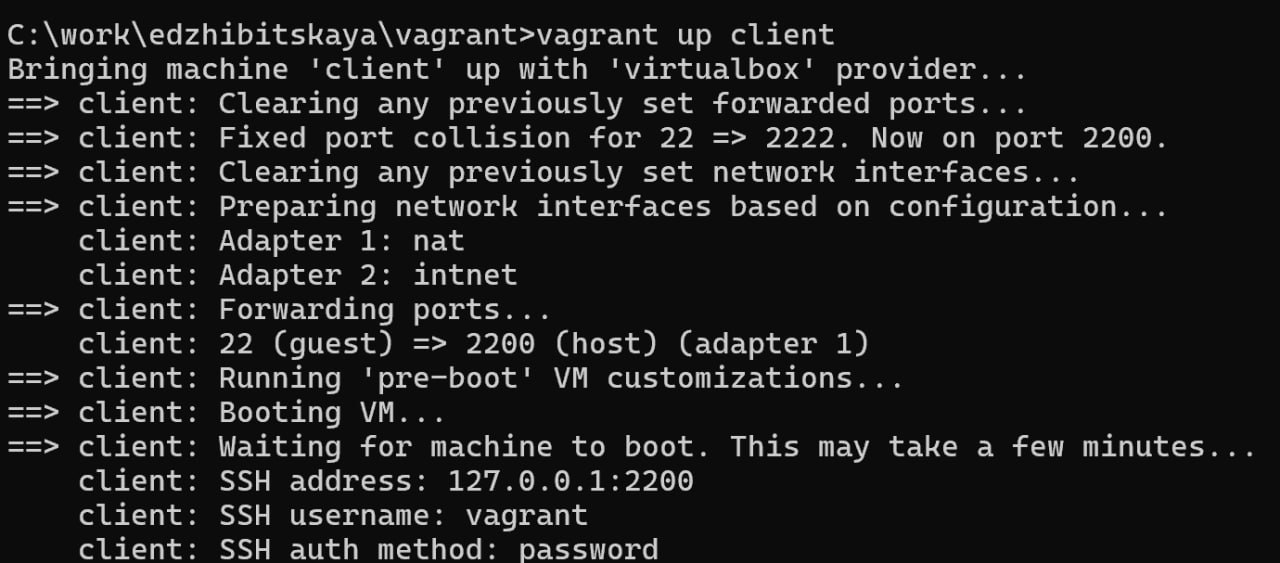 C:\work\edzhibitskaya\vagrant>vagrant up client
Bringing machine 'client' up with 'virtualbox' provider...
==> client: Clearing any previously set forwarded ports...
==> client: Fixed port collision for 22 => 2222. Now on port 2200.
==> client: Clearing any previously set network interfaces...
==> client: Preparing network interfaces based on configuration...
    client: Adapter 1: nat
    client: Adapter 2: intnet
==> client: Forwarding ports...
    client: 22 (guest) => 2200 (host) (adapter 1)
==> client: Running 'pre-boot' VM customizations...
==> client: Booting VM...
==> client: Waiting for machine to boot. This may take a few minutes...
    client: SSH address: 127.0.0.1:2200
    client: SSH username: vagrant
    client: SSH auth method: password